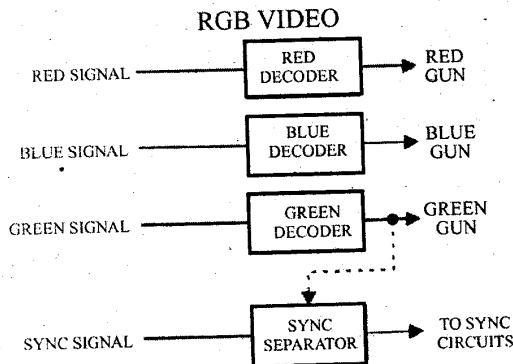 RGB VIDEO
RED SIGNAL
RED
DECODER
RED
GUN
BLUE SIGNAL
BLUE
DECODER
BLUE
GUN
GREEN SIGNAL
GREEN
DECODER
GREEN
GUN
SYNC SIGNAL
SYNC
SEPARATOR
TO SYNC
CIRCUITS